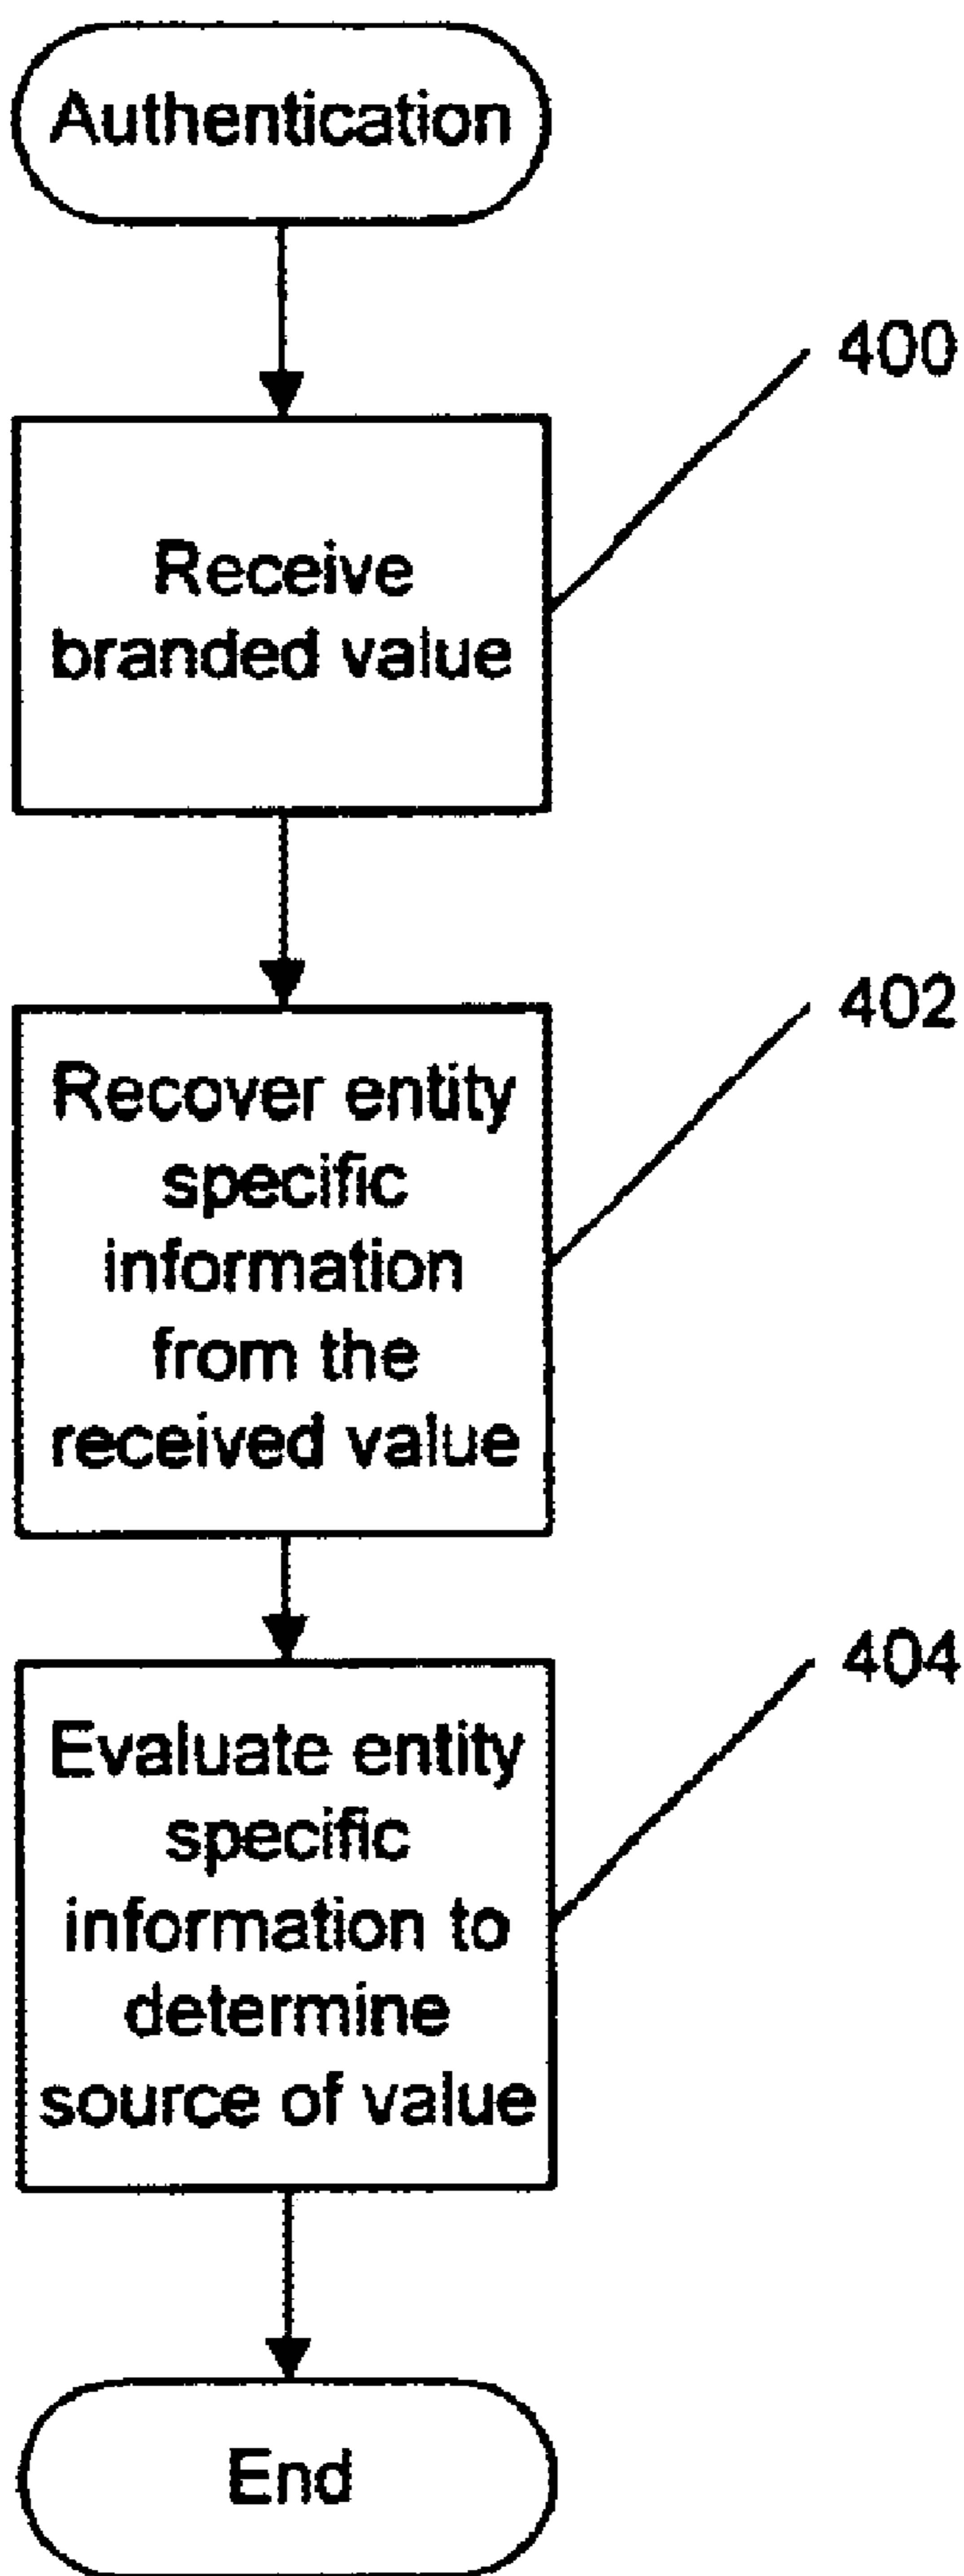 Authentication
400
Receive
branded value
402
Recover entity
specific
information
from the
received value
404
Evaluate entity
specific
information to
determine
source of value
End